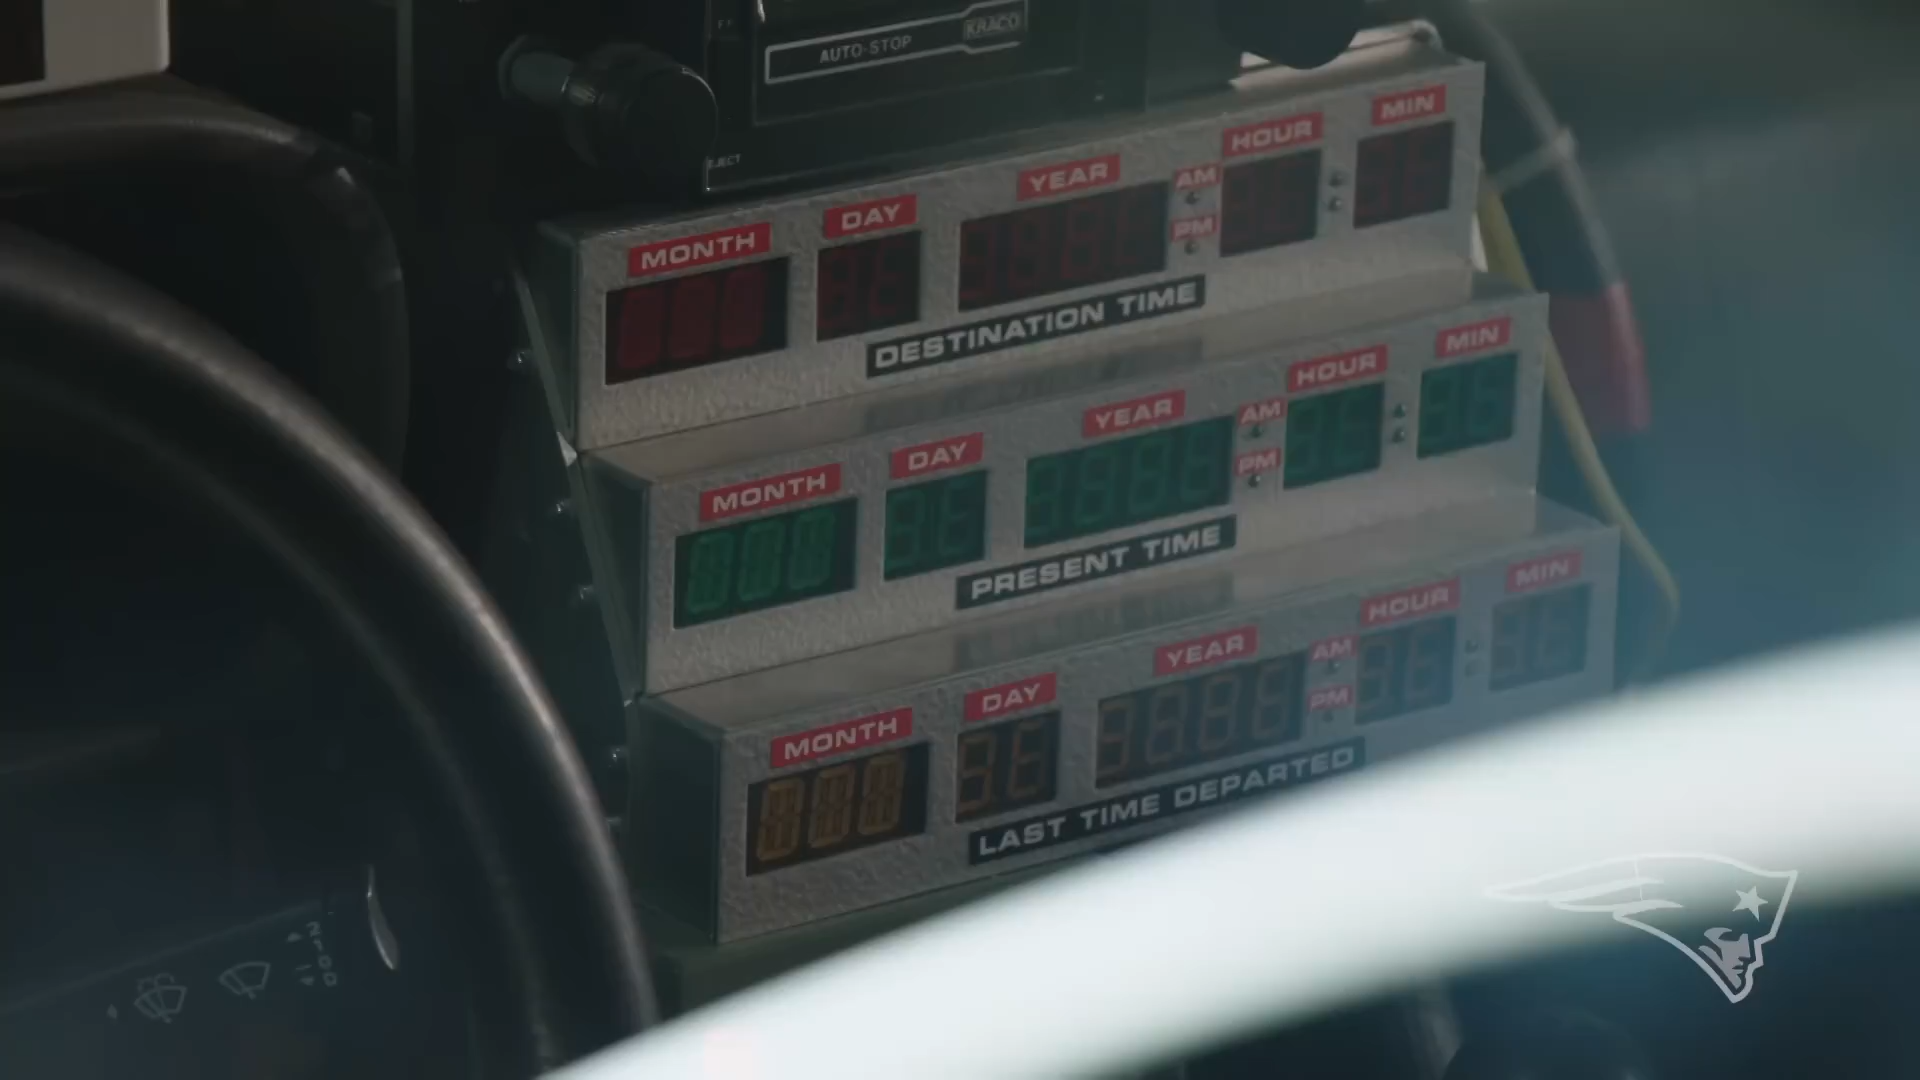 AUTO-STOP KRACO
EJECT
MONTH DAY YEAR AM PM HOUR MIN
DESTINATION TIME
MONTH DAY YEAR AM PM HOUR MIN
PRESENT TIME
MONTH DAY YEAR AM PM HOUR MIN
LAST TIME DEPARTED